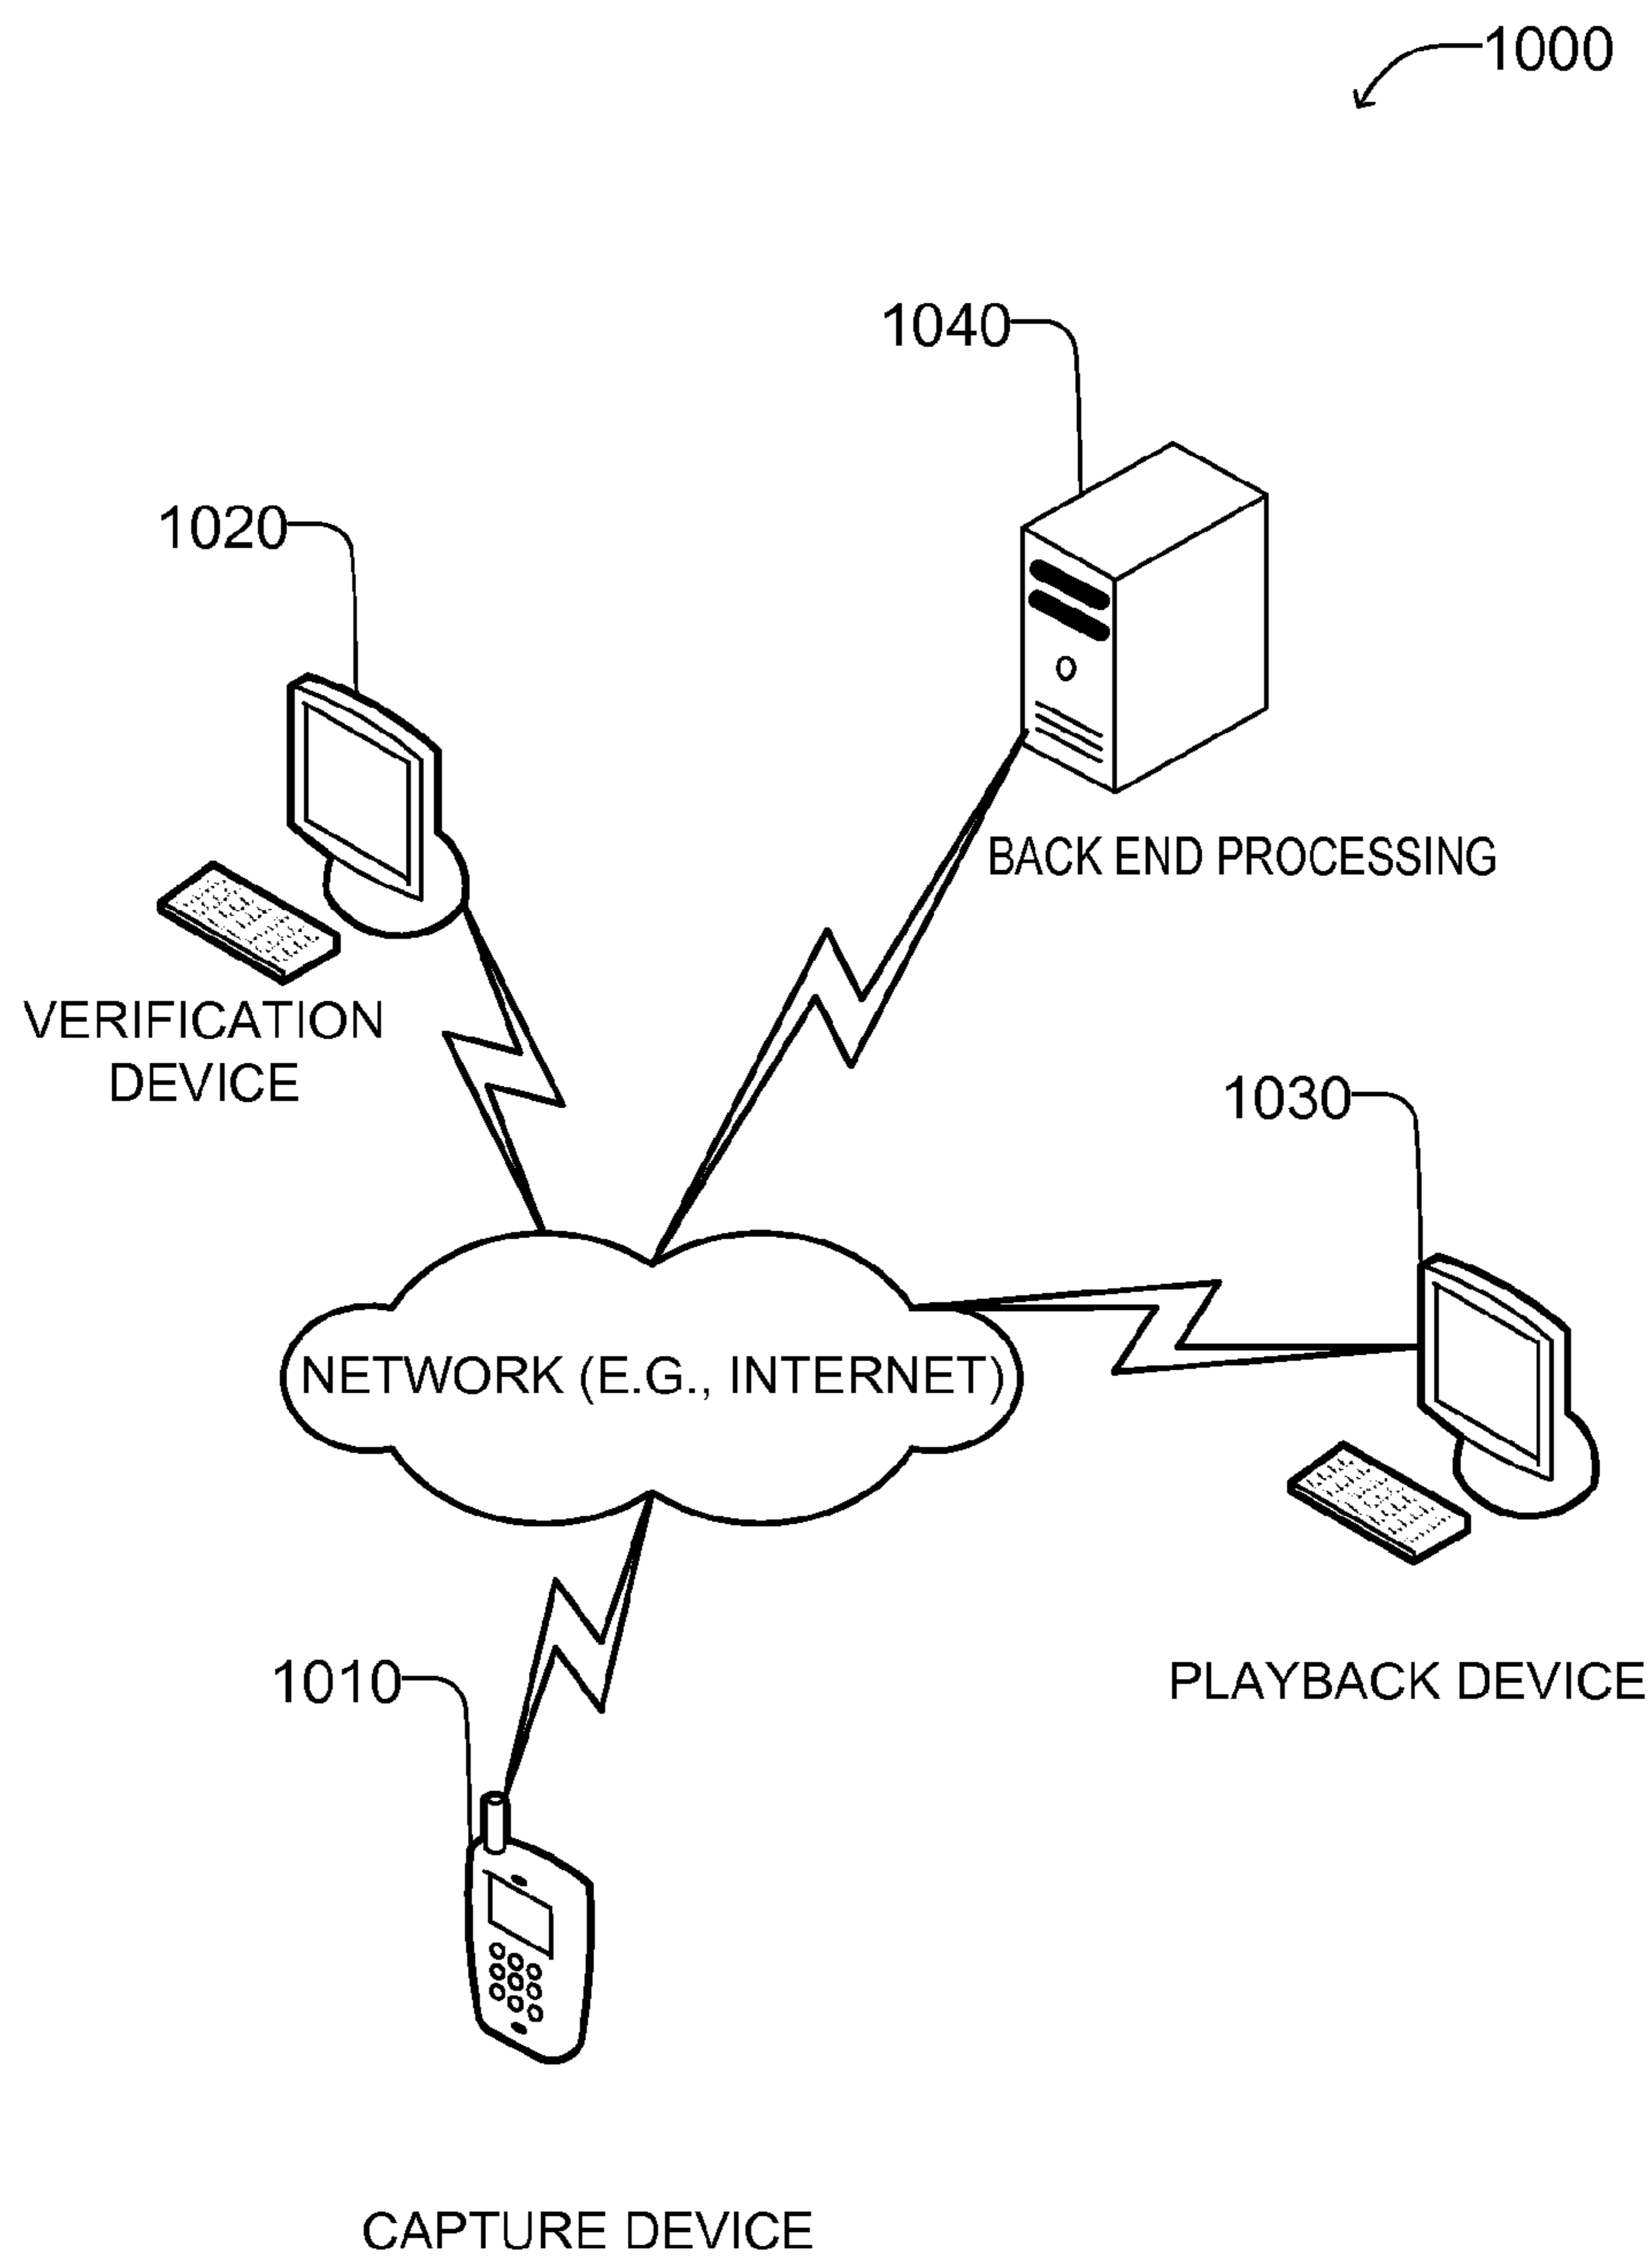 1000
1040
1020
BACK END PROCESSING
VERIFICATION
DEVICE
1030
NETWORK (E.G., INTERNET)
1010
PLAYBACK DEVICE
CAPTURE DEVICE